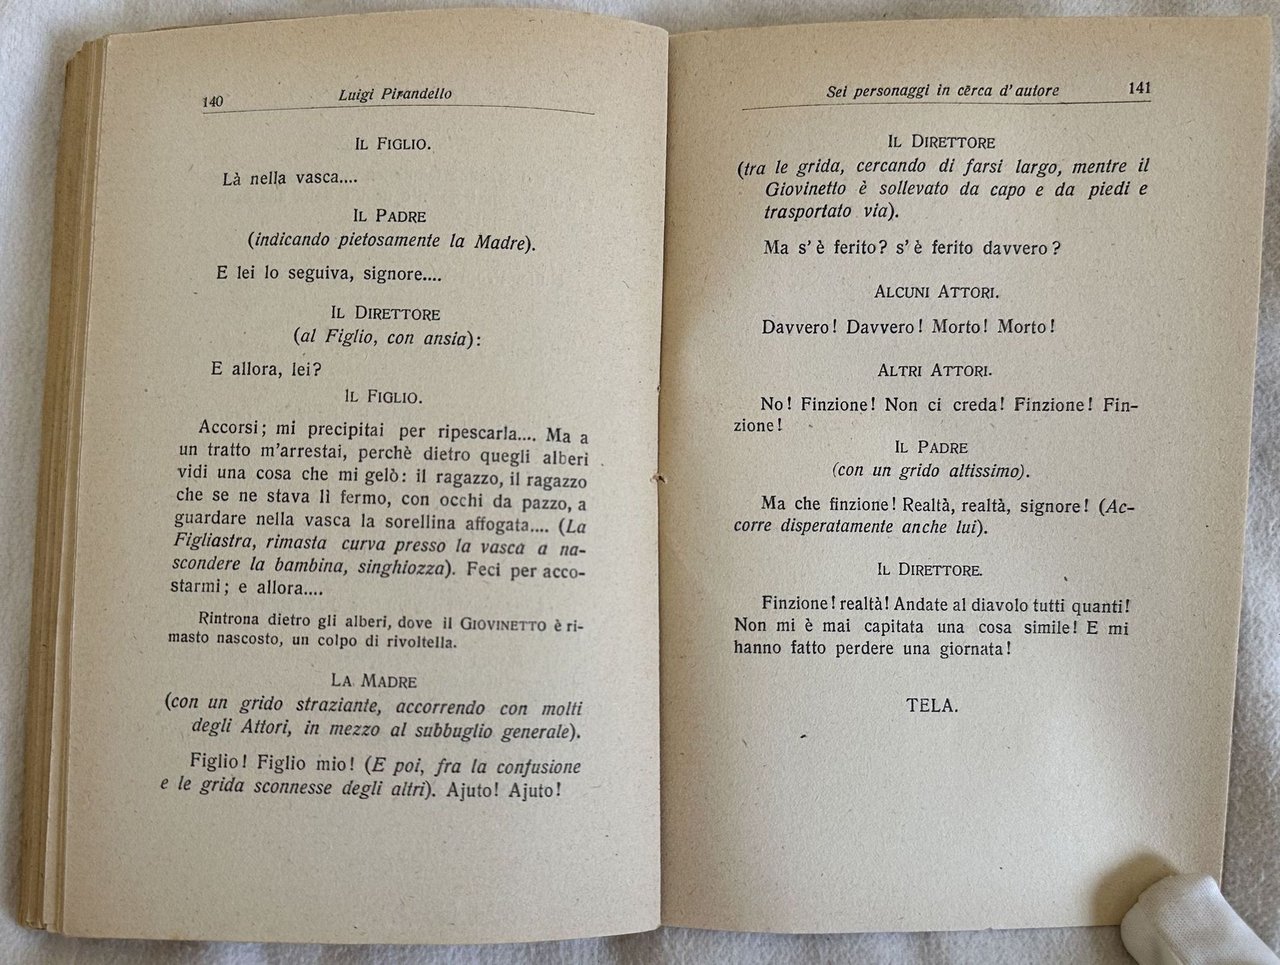 140
Luigi Pirandello
Il Figlio.
Là nella vasca....
Il Padre
(indicando pietosamente la Madre).
E lei lo seguiva, signore....
Il Direttore
(al Figlio, con ansia):
E allora, lei?
Il Figlio.
Accorsi; mi precipitai per ripescarla.... Ma a
un tratto m'arrestai, perchè dietro quegli alberi
vidi una cosa che mi gelò: il ragazzo, il ragazzo
che se ne stava lì fermo, con occhi da pazzo, a
guardare nella vasca la sorellina affogata.... (La
Figliastra, rimasta curva presso la vasca a na-
scondere la bambina, singhiozza). Feci per acco-
starmi; e allora....
Rintrona dietro gli alberi, dove il Giovinetto è ri-
masto nascosto, un colpo di rivoltella.
La Madre
(con un grido straziante, accorrendo con molti
degli Attori, in mezzo al subbuglio generale).
Figlio! Figlio mio! (E poi, fra la confusione
e le grida sconnesse degli altri). Ajuto! Ajuto!
Sei personaggi in cerca d'autore
141
Il Direttore
(tra le grida, cercando di farsi largo, mentre il
Giovinetto è sollevato da capo e da piedi e
trasportato via).
Ma s'è ferito? s'è ferito davvero?
Alcuni Attori.
Davvero! Davvero! Morto! Morto!
Altri Attori.
No! Finzione! Non ci creda! Finzione! Fin-
zione!
Il Padre
(con un grido altissimo).
Ma che finzione! Realtà, realtà, signore! (Ac-
corre disperatamente anche lui).
Il Direttore.
Finzione! realtà! Andate al diavolo tutti quanti!
Non mi è mai capitata una cosa simile! E mi
hanno fatto perdere una giornata!
TELA.